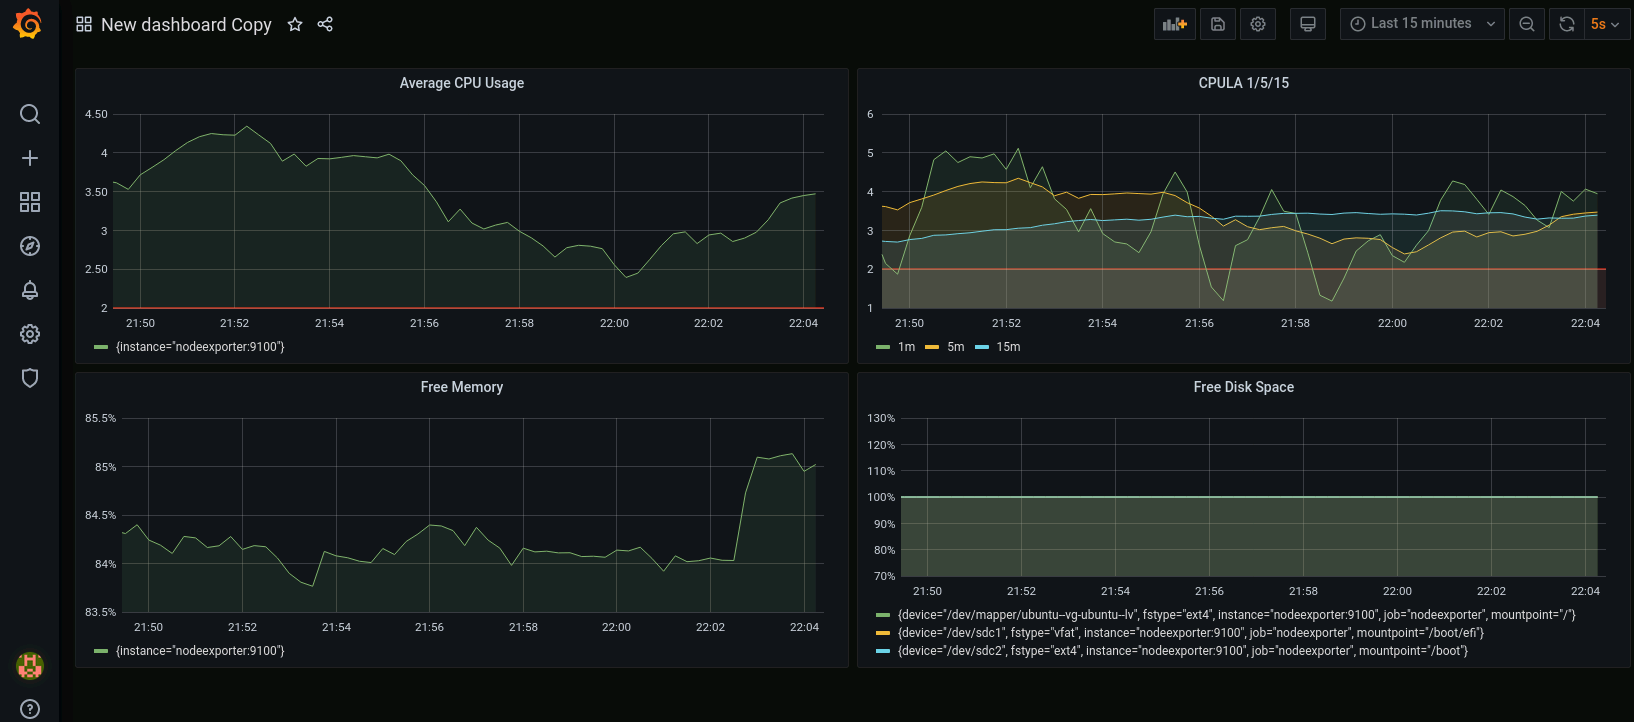 New dashboard Copy
Last 15 minutes
5s
Average CPU Usage
4.50
4
3.50
3
2.50
2
21:50 21:52 21:54 21:56 21:58 22:00 22:02 22:04
{instance="nodeexporter:9100"}
CPULA 1/5/15
6
5
4
3
2
1
21:50 21:52 21:54 21:56 21:58 22:00 22:02 22:04
1m 5m 15m
Free Memory
85.5%
85%
84.5%
84%
83.5%
21:50 21:52 21:54 21:56 21:58 22:00 22:02 22:04
{instance="nodeexporter:9100"}
Free Disk Space
130%
120%
110%
100%
90%
80%
70%
21:50 21:52 21:54 21:56 21:58 22:00 22:02 22:04
{device="/dev/mapper/ubuntu--vg-ubuntu--lv", fstype="ext4", instance="nodeexporter:9100", job="nodeexporter", mountpoint="/"}
{device="/dev/sdc1", fstype="vfat", instance="nodeexporter:9100", job="nodeexporter", mountpoint="/boot/efi"}
{device="/dev/sdc2", fstype="ext4", instance="nodeexporter:9100", job="nodeexporter", mountpoint="/boot"}